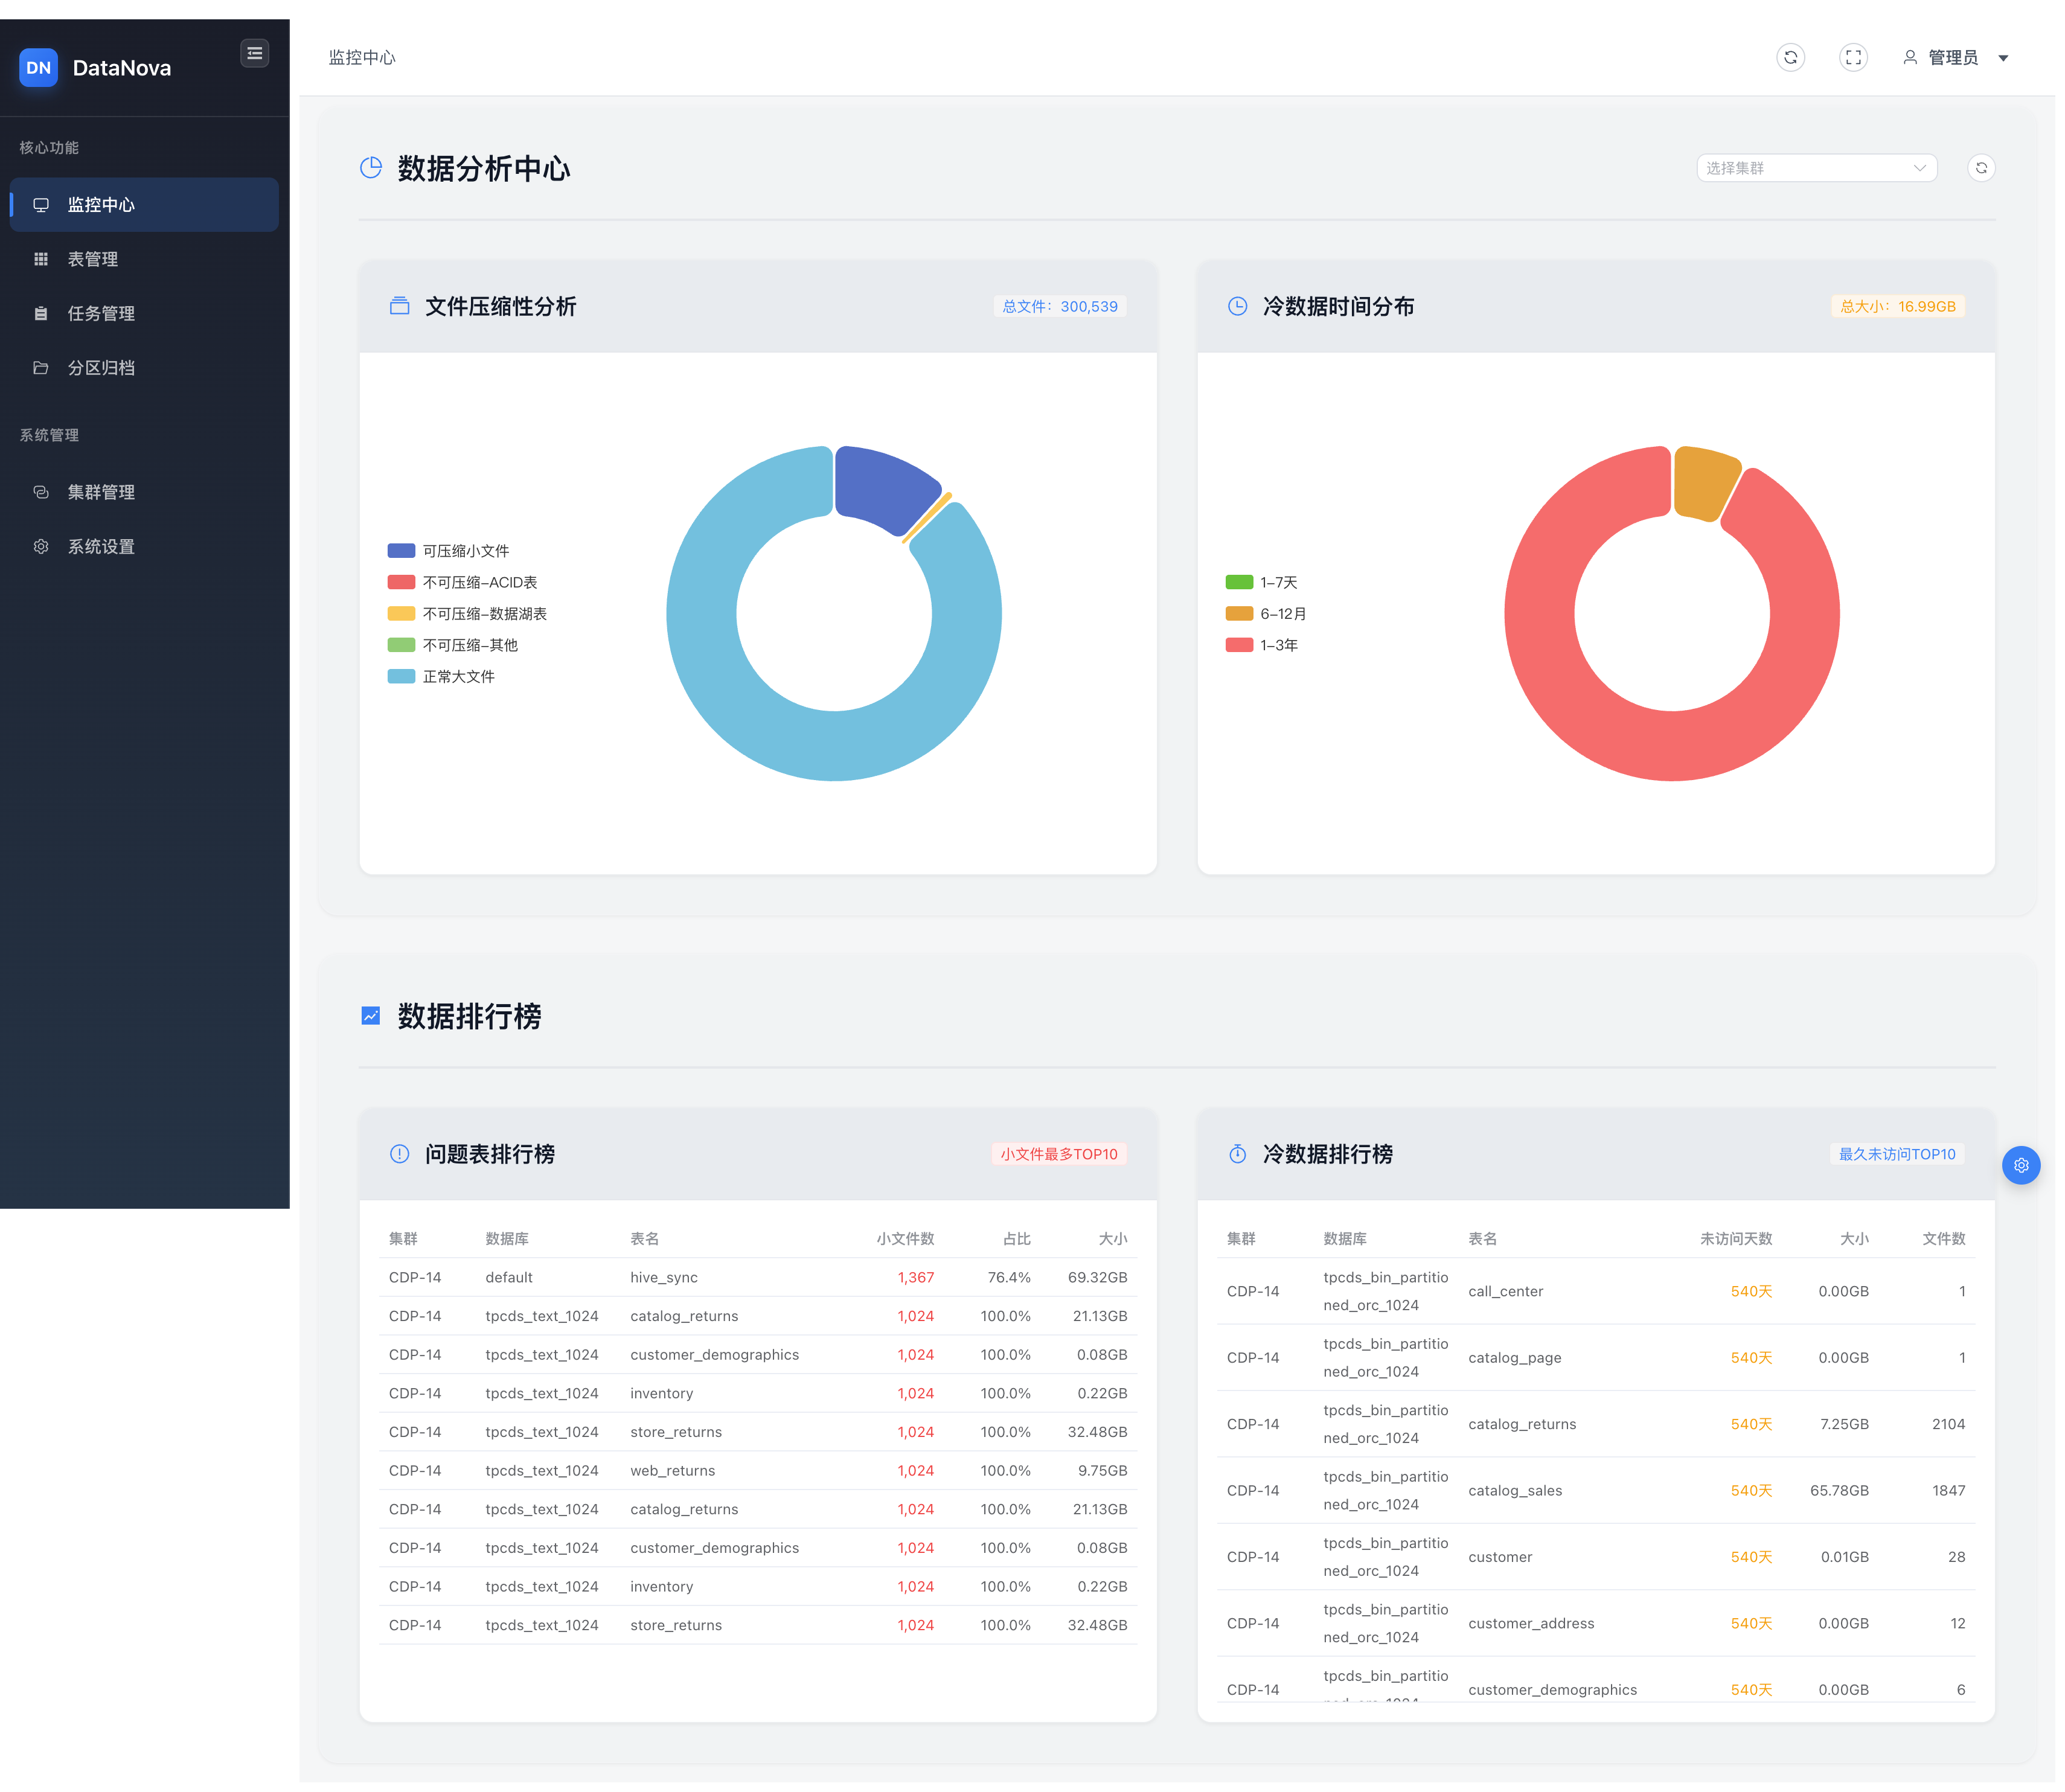 DN DataNova
核心功能
监控中心
表管理
任务管理
分区归档
系统管理
集群管理
系统设置
监控中心
管理员
数据分析中心
选择集群
文件压缩性分析
总文件：300,539
可压缩小文件
不可压缩-ACID表
不可压缩-数据湖表
不可压缩-其他
正常大文件
冷数据时间分布
总大小：16.99GB
1-7天
6-12月
1-3年
数据排行榜
问题表排行榜
小文件最多TOP10
集群 数据库 表名 小文件数 占比 大小
CDP-14 default hive_sync 1,367 76.4% 69.32GB
CDP-14 tpcds_text_1024 catalog_returns 1,024 100.0% 21.13GB
CDP-14 tpcds_text_1024 customer_demographics 1,024 100.0% 0.08GB
CDP-14 tpcds_text_1024 inventory 1,024 100.0% 0.22GB
CDP-14 tpcds_text_1024 store_returns 1,024 100.0% 32.48GB
CDP-14 tpcds_text_1024 web_returns 1,024 100.0% 9.75GB
CDP-14 tpcds_text_1024 catalog_returns 1,024 100.0% 21.13GB
CDP-14 tpcds_text_1024 customer_demographics 1,024 100.0% 0.08GB
CDP-14 tpcds_text_1024 inventory 1,024 100.0% 0.22GB
CDP-14 tpcds_text_1024 store_returns 1,024 100.0% 32.48GB
冷数据排行榜
最久未访问TOP10
集群 数据库 表名 未访问天数 大小 文件数
tpcds_bin_partitio
CDP-14 call_center 540天 0.00GB 1
ned_orc_1024
tpcds_bin_partitio
CDP-14 catalog_page 540天 0.00GB 1
ned_orc_1024
tpcds_bin_partitio
CDP-14 catalog_returns 540天 7.25GB 2104
ned_orc_1024
tpcds_bin_partitio
CDP-14 catalog_sales 540天 65.78GB 1847
ned_orc_1024
tpcds_bin_partitio
CDP-14 customer 540天 0.01GB 28
ned_orc_1024
tpcds_bin_partitio
CDP-14 customer_address 540天 0.00GB 12
ned_orc_1024
tpcds_bin_partitio
CDP-14 customer_demographics 540天 0.00GB 6